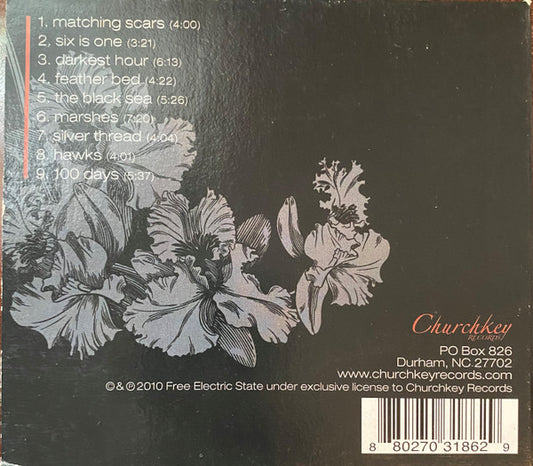 1. matching scars (4:00)
2. six is one (3:21)
3. darkest hour (6:13)
4. feather bed (4:22)
5. the black sea (5:26)
6. marshes (7:20)
7. silver thread (4:04)
8. hawks (4:01)
9. 100 days (5:37)
Churchkey
RECORDS
PO Box 826
Durham, NC 27702
www.churchkeyrecords.com
© & ℗ 2010 Free Electric State under exclusive license to Churchkey Records
8 80270 31862 9